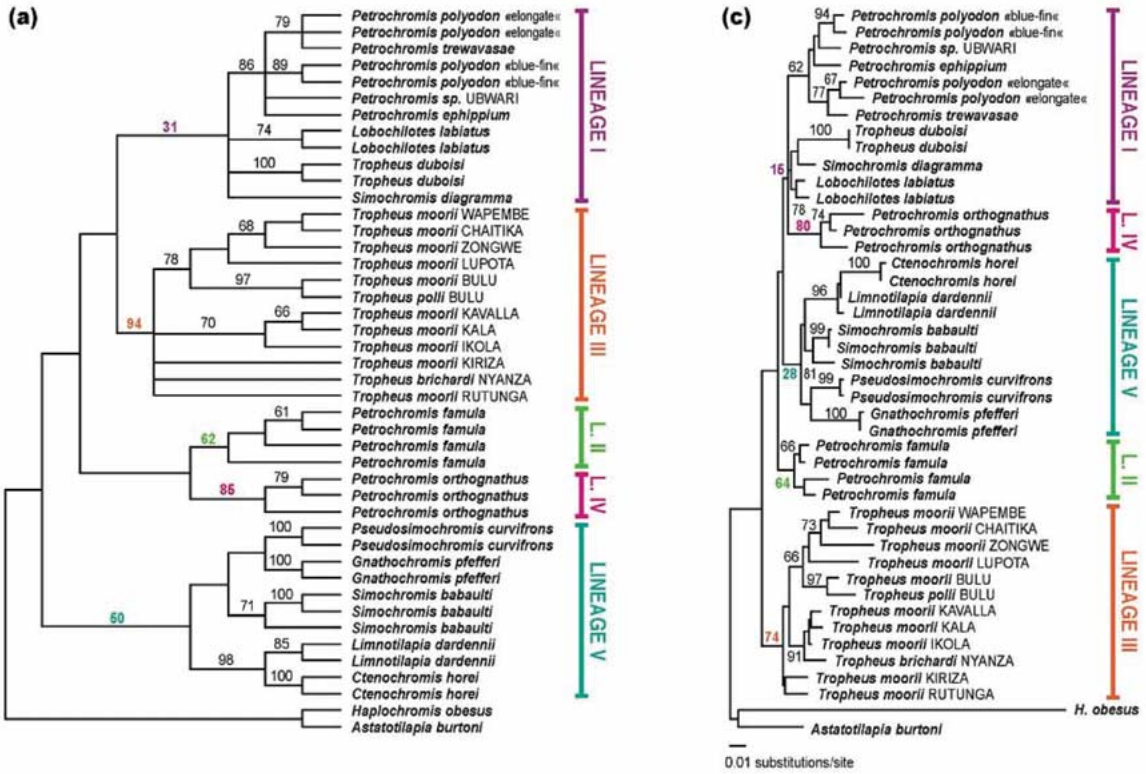 (a)
79
Petrochromis polyodon «elongate«
Petrochromis polyodon «elongate«
Petrochromis trewavasae
86
89
Petrochromis polyodon «blue-fin«
Petrochromis polyodon «blue-fin«
Petrochromis sp. UBWARI
Petrochromis ephippium
31
74
Lobochilotes labiatus
Lobochilotes labiatus
100
Tropheus duboisi
Tropheus duboisi
Simochromis diagramma
LINEAGE I
Tropheus moorii WAPEMBE
68
Tropheus moorii CHAITIKA
Tropheus moorii ZONGWE
78
Tropheus moorii LUPOTA
97
Tropheus moorii BULU
Tropheus polli BULU
94
70
66
Tropheus moorii KAVALLA
Tropheus moorii KALA
Tropheus moorii IKOLA
Tropheus moorii KIRIZA
Tropheus brichardi NYANZA
Tropheus moorii RUTUNGA
LINEAGE III
61
Petrochromis famula
Petrochromis famula
62
Petrochromis famula
Petrochromis famula
L. II
79
Petrochromis orthognathus
85
Petrochromis orthognathus
Petrochromis orthognathus
L. IV
100
Pseudosimochromis curvifrons
Pseudosimochromis curvifrons
100
Gnathochromis pfefferi
Gnathochromis pfefferi
100
Simochromis babaulti
71
Simochromis babaulti
Simochromis babaulti
50
85
Limnotilapia dardennii
98
Limnotilapia dardennii
100
Ctenochromis horei
Ctenochromis horei
LINEAGE V
Haplochromis obesus
Astatotilapia burtoni
(c)
94
Petrochromis polyodon «blue-fin«
Petrochromis polyodon «blue-fin«
Petrochromis sp. UBWARI
62
Petrochromis ephippium
67
Petrochromis polyodon «elongate«
77
Petrochromis polyodon «elongate«
Petrochromis trewavasae
100
Tropheus duboisi
Tropheus duboisi
15
Simochromis diagramma
Lobochilotes labiatus
Lobochilotes labiatus
LINEAGE I
78
74
Petrochromis orthognathus
80
Petrochromis orthognathus
Petrochromis orthognathus
L. IV
100
Ctenochromis horei
Ctenochromis horei
96
Limnotilapia dardennii
Limnotilapia dardennii
99
Simochromis babaulti
Simochromis babaulti
Simochromis babaulti
28
81
99
Pseudosimochromis curvifrons
Pseudosimochromis curvifrons
100
Gnathochromis pfefferi
Gnathochromis pfefferi
LINEAGE V
66
Petrochromis famula
Petrochromis famula
64
Petrochromis famula
Petrochromis famula
L. II
Tropheus moorii WAPEMBE
73
Tropheus moorii CHAITIKA
Tropheus moorii ZONGWE
66
Tropheus moorii LUPOTA
97
Tropheus moorii BULU
Tropheus polli BULU
Tropheus moorii KAVALLA
Tropheus moorii KALA
74
Tropheus moorii IKOLA
91
Tropheus brichardi NYANZA
Tropheus moorii KIRIZA
Tropheus moorii RUTUNGA
LINEAGE III
H. obesus
Astatotilapia burtoni
0.01 substitutions/site